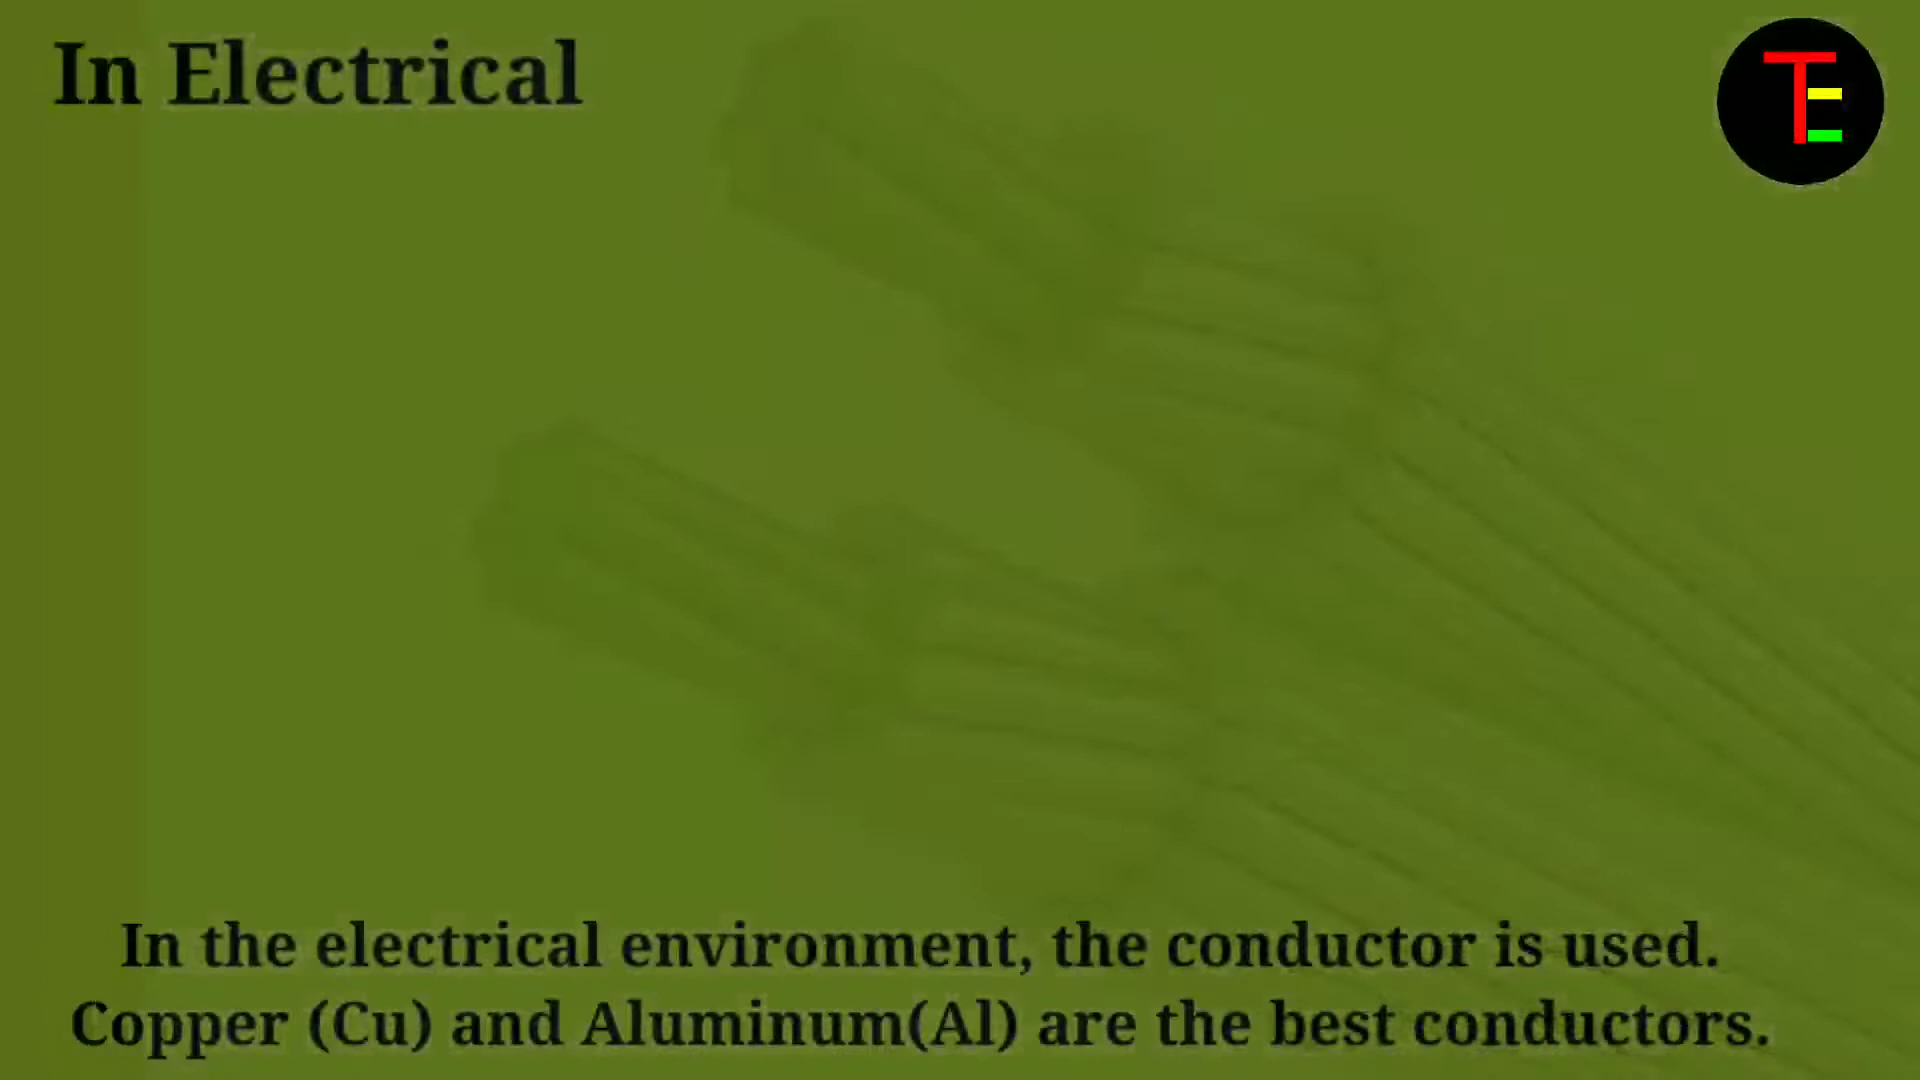 In Electrical
TE
In the electrical environment, the conductor is used.
Copper (Cu) and Aluminum(Al) are the best conductors.